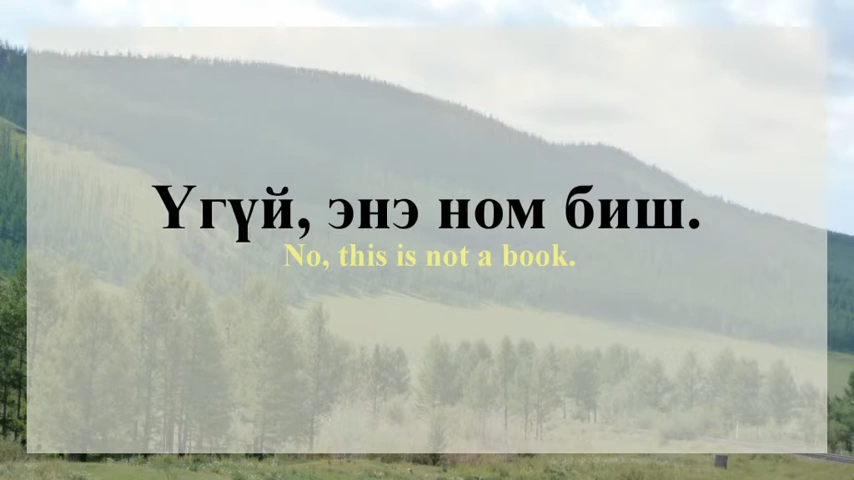 Үгүй, энэ ном биш.
No, this is not a book.